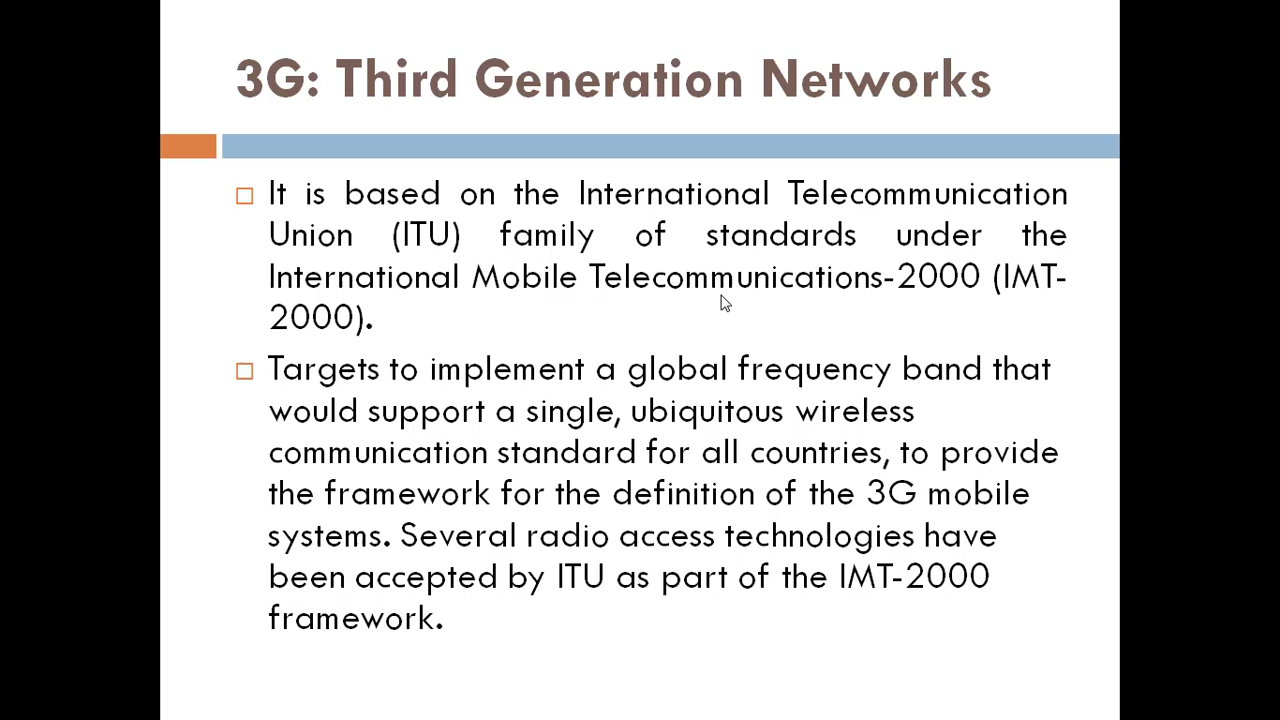 3G: Third Generation Networks
It is based on the International Telecommunication
Union (ITU) family of standards under the
International Mobile Telecommunications-2000 (IMT-
2000).
Targets to implement a global frequency band that
would support a single, ubiquitous wireless
communication standard for all countries, to provide
the framework for the definition of the 3G mobile
systems. Several radio access technologies have
been accepted by ITU as part of the IMT-2000
framework.